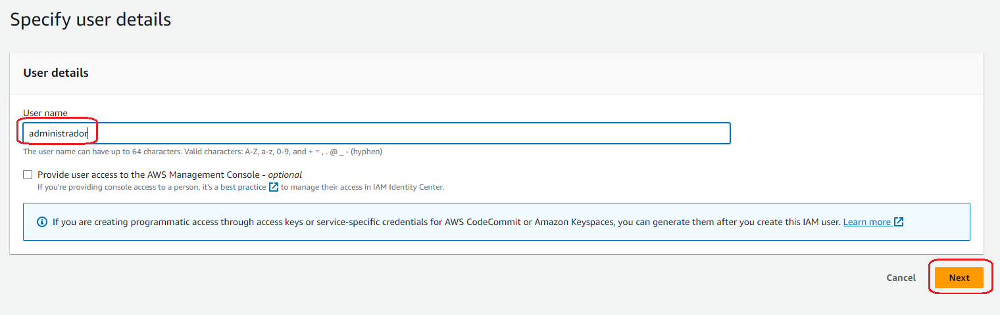 Specify user details
User details
User name
administrador
The user name can have up to 64 characters. Valid characters: A-Z, a-z, 0-9, and + = , . @ _ - (hyphen)
Provide user access to the AWS Management Console - optional
If you're providing console access to a person, it's a best practice to manage their access in IAM Identity Center.
If you are creating programmatic access through access keys or service-specific credentials for AWS CodeCommit or Amazon Keyspaces, you can generate them after you create this IAM user. Learn more
Cancel
Next